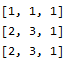 [1, 1, 1]
[2, 3, 1]
[2, 3, 1]